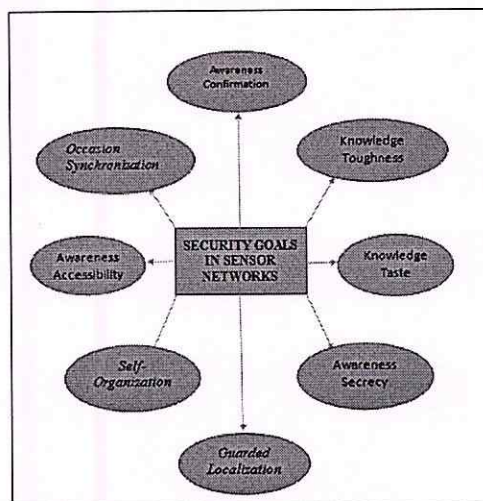 Awareness
Confirmation
Occasion
Synchronization
Knowledge
Toughness
Awareness
Accessibility
SECURITY GOALS
IN SENSOR
NETWORKS
Knowledge
Taste
Self-
Organization
Awareness
Secrecy
Guarded
Localization